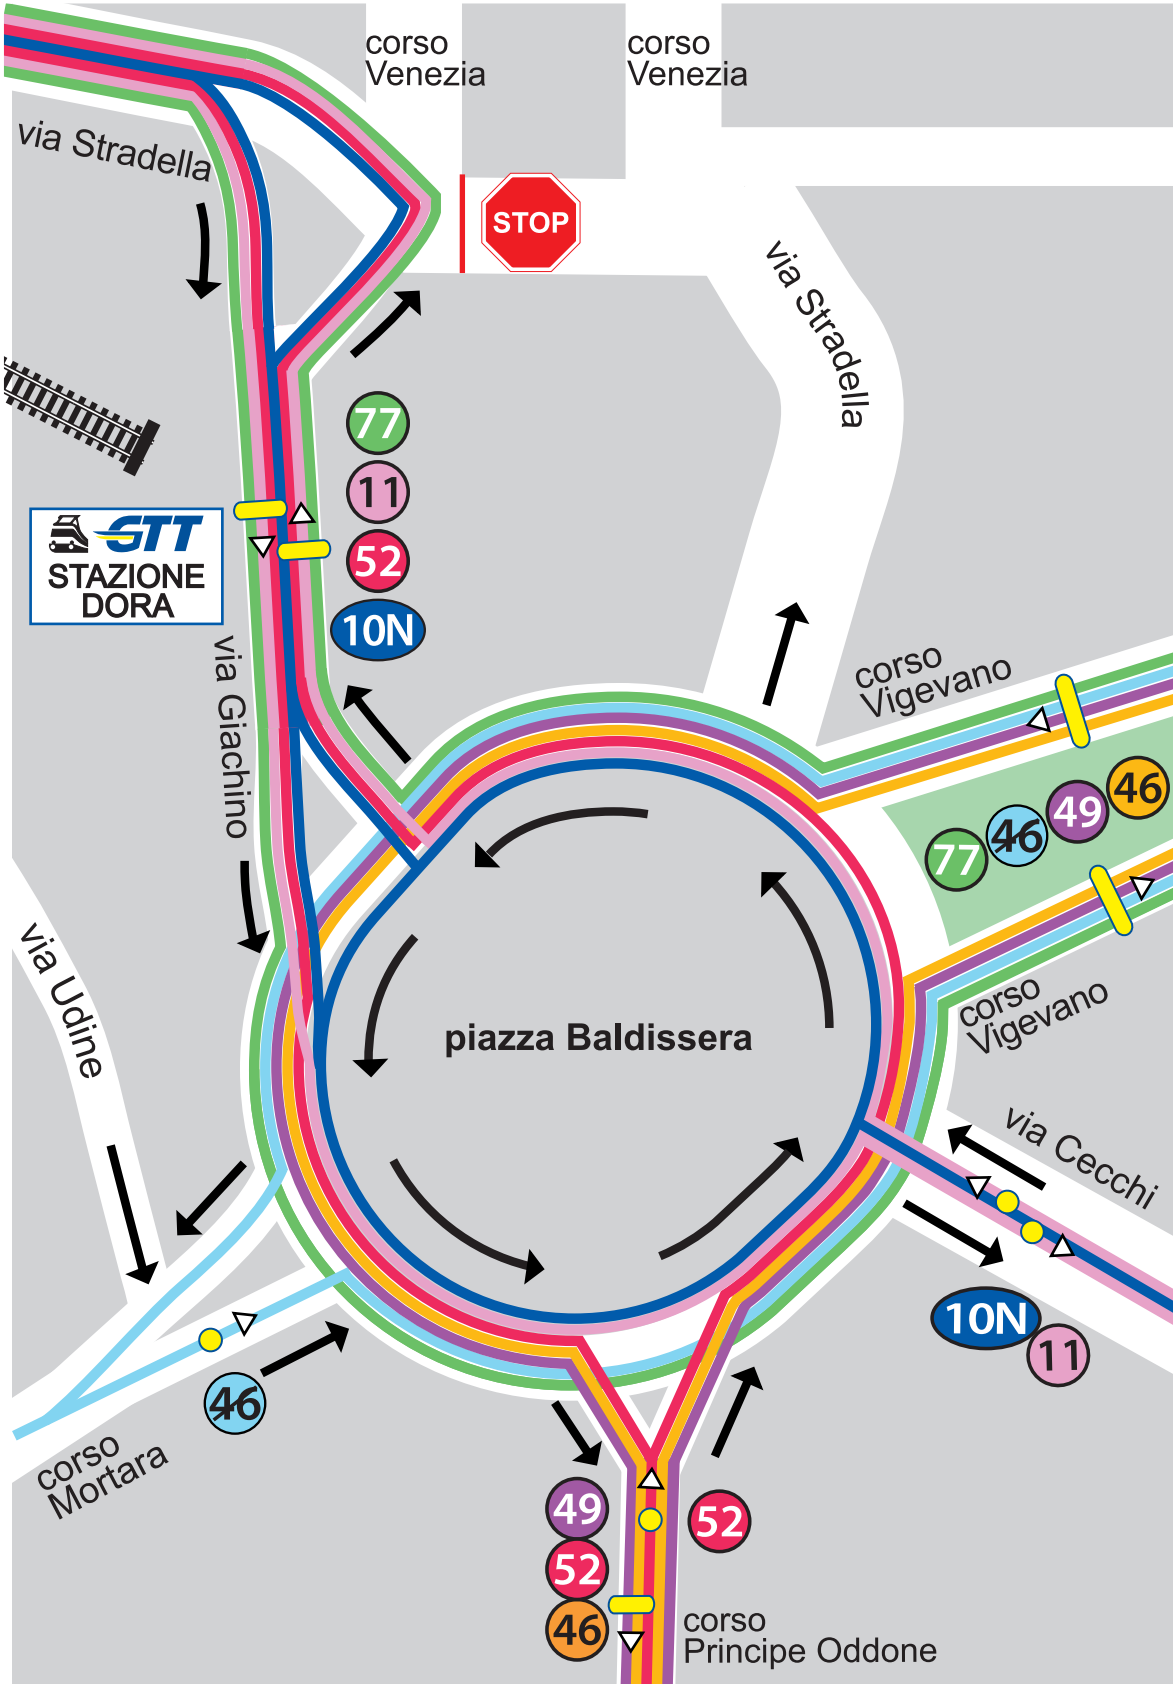 corso
Venezia
corso
Venezia
via Stradella
STOP
via Stradella
77
11
52
10N
GTT
STAZIONE
DORA
via Giachino
corso
Vigevano
77
46
49
46
via Udine
piazza Baldissera
corso
Vigevano
via Cecchi
10N
11
46
corso
Mortara
49
52
46
52
corso
Principe Oddone